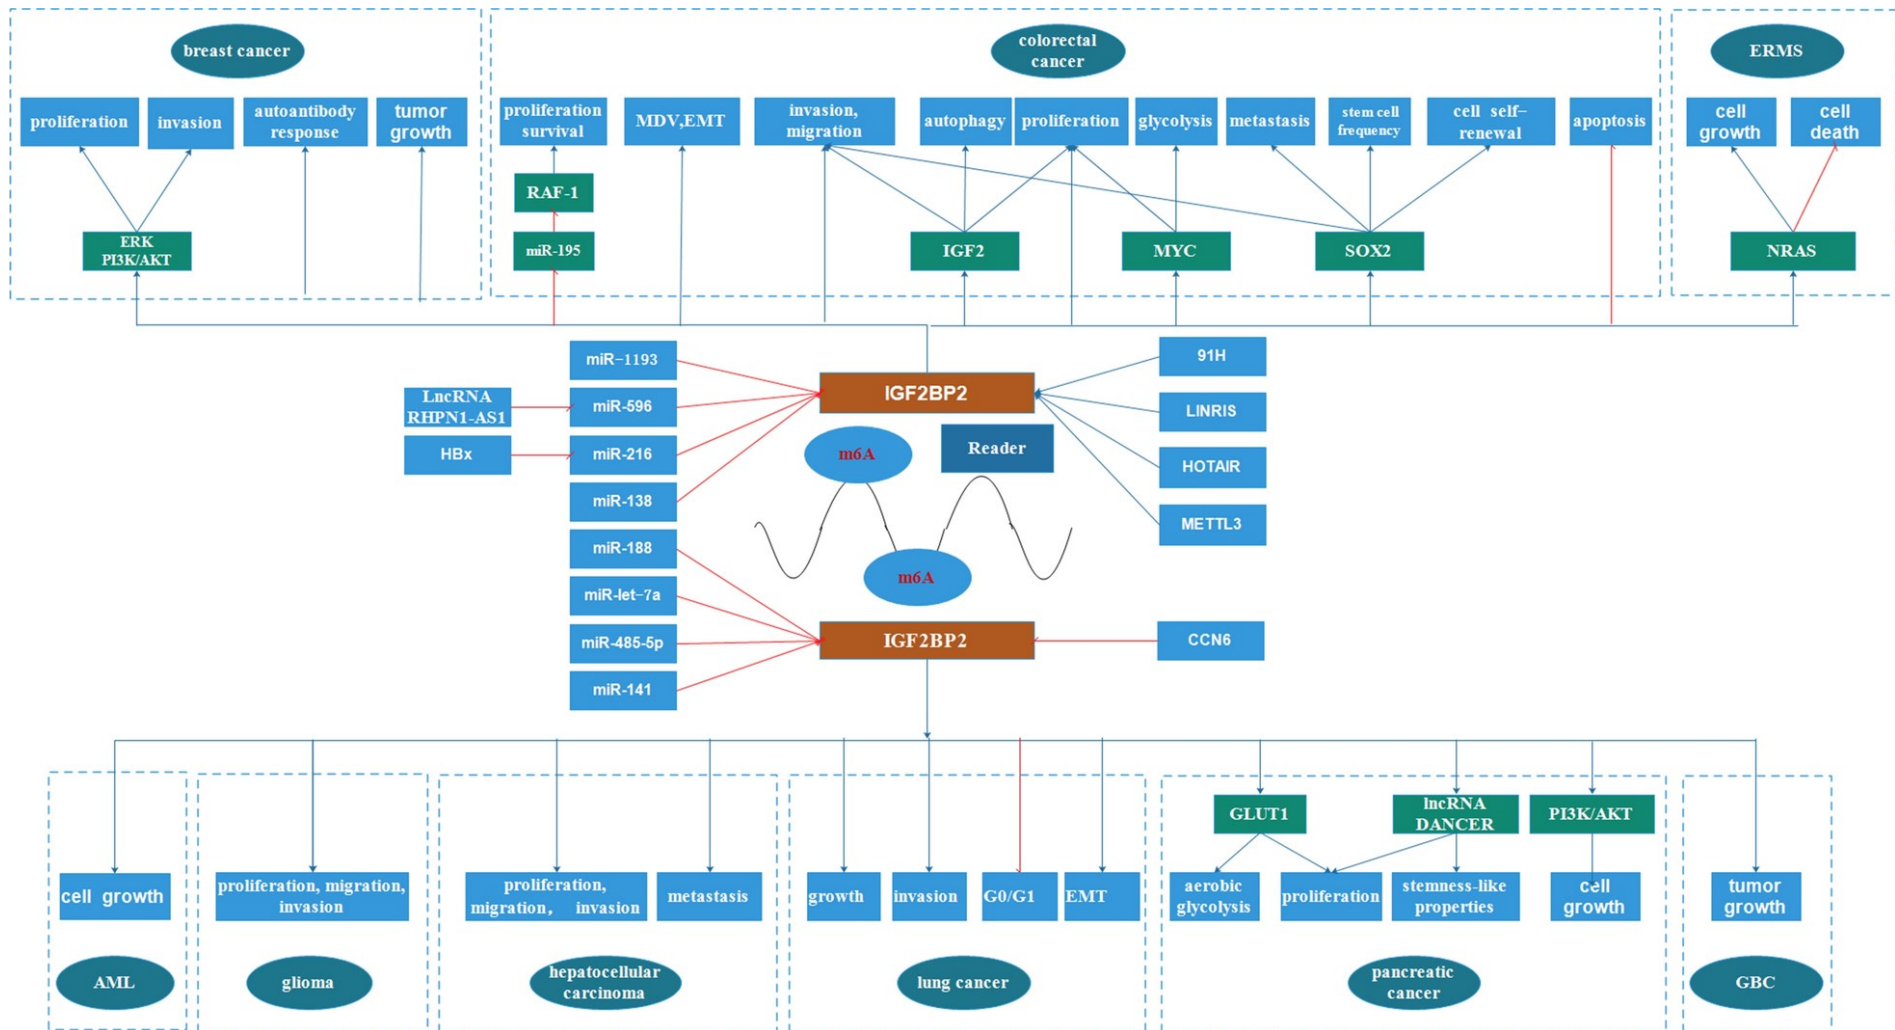 breast cancer
colorectal
cancer
ERMS
proliferation
invasion
autoantibody
response
tumor
growth
proliferation
survival
MDV,EMT
invasion,
migration
autophagy
proliferation
glycolysis
metastasis
stem cell
frequency
cell self-
renewal
apoptosis
cell
growth
cell
death
RAF-1
ERK
PI3K/AKT
miR-195
IGF2
MYC
SOX2
NRAS
miR-1193
91H
LncRNA
RHPN1-AS1
miR-596
IGF2BP2
LINRIS
HBx
miR-216
m6A
Reader
HOTAIR
miR-138
METTL3
miR-188
m6A
miR-let-7a
miR-485-5p
IGF2BP2
CCN6
miR-141
GLUT1
lncRNA
DANCER
PI3K/AKT
cell growth
proliferation, migration,
invasion
proliferation,
migration, invasion
metastasis
growth
invasion
G0/G1
EMT
aerobic
glycolysis
proliferation
stemness-like
properties
cell
growth
tumor
growth
AML
glioma
hepatocellular
carcinoma
lung cancer
pancreatic
cancer
GBC